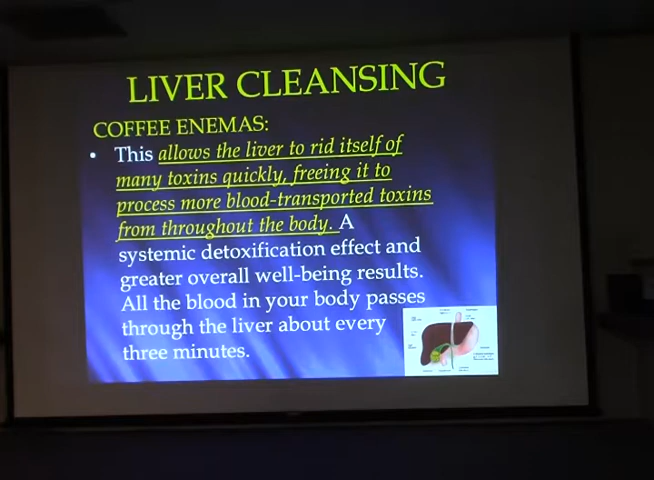 LIVER CLEANSING
COFFEE ENEMAS:
• This allows the liver to rid itself of
many toxins quickly, freeing it to
process more blood-transported toxins
from throughout the body. A
systemic detoxification effect and
greater overall well-being results.
All the blood in your body passes
through the liver about every
three minutes.